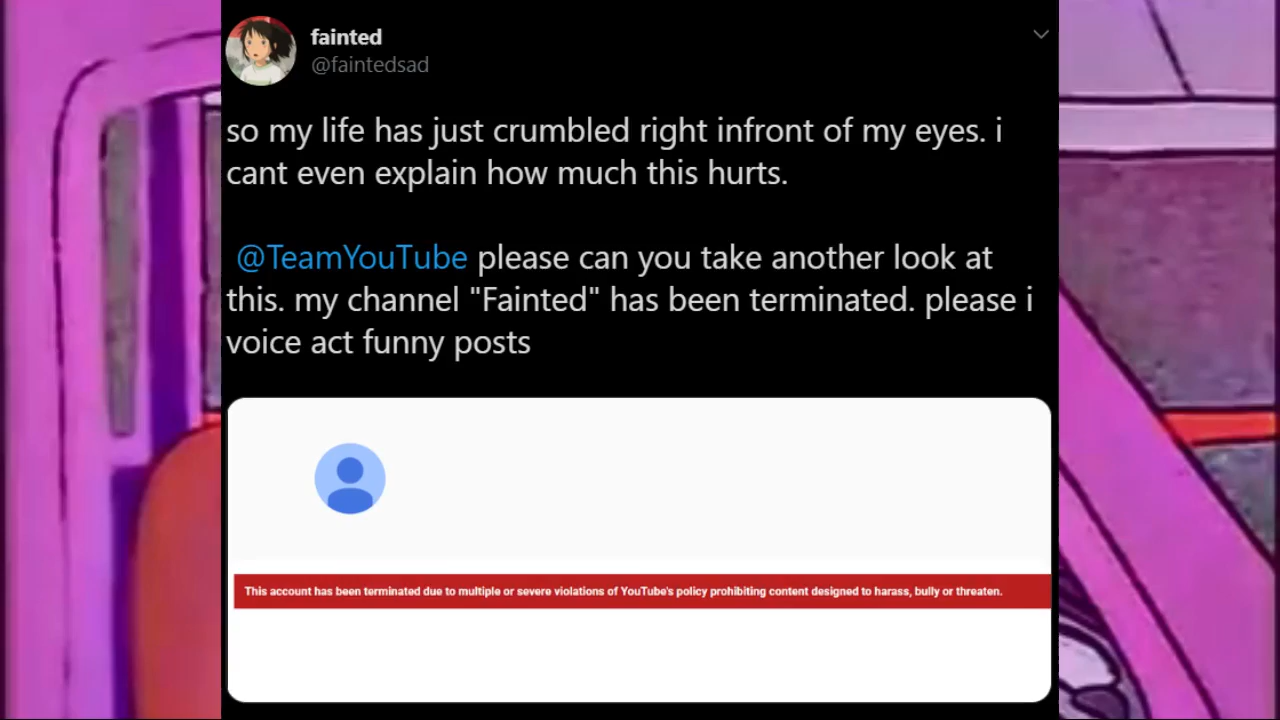 fainted
@faintedsad
so my life has just crumbled right infront of my eyes. i
cant even explain how much this hurts.
@TeamYouTube please can you take another look at
this. my channel "Fainted" has been terminated. please i
voice act funny posts
This account has been terminated due to multiple or severe violations of YouTube's policy prohibiting content designed to harass, bully or threaten.